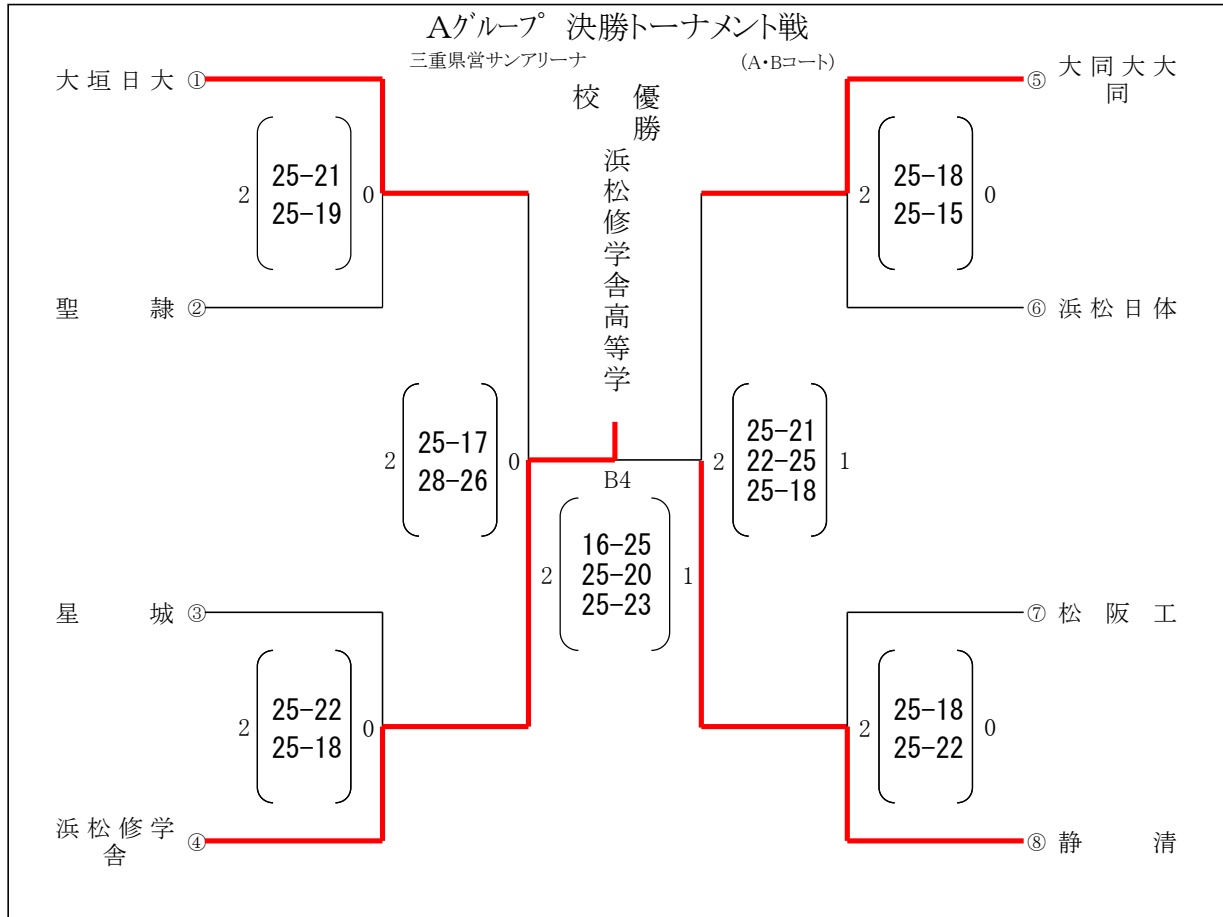 Aグループ 決勝トーナメント戦
三重県営サンアリーナ (A・Bコート)
大垣日大 ①
⑤ 大同大大
同
優勝
校
浜松修学舎高等学
2 25-21 0
25-19
2 25-18 0
25-15
聖隷 ②
⑥ 浜松日体
2 25-17 0
28-26
2 25-21 1
22-25
25-18
B4
2 16-25 1
25-20
25-23
星城 ③
⑦ 松阪工
2 25-22 0
25-18
2 25-18 0
25-22
浜松修学 ④
舎
⑧ 静清